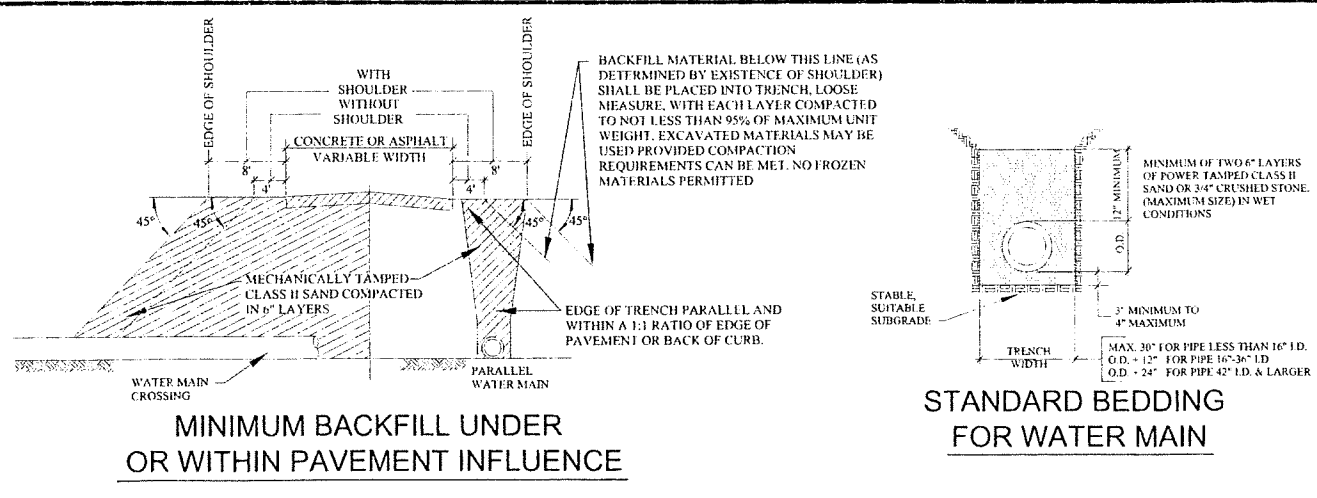 EDGE OF SHOULDER
WITH
SHOULDER
WITHOUT
SHOULDER
CONCRETE OR ASPHALT
VARIABLE WIDTH
EDGE OF SHOULDER
8'
4'
4'
8'
45°
45°
45°
45°
MECHANICALLY TAMPED
CLASS II SAND COMPACTED
IN 6" LAYERS
WATER MAIN
CROSSING
PARALLEL
WATER MAIN
BACKFILL MATERIAL BELOW THIS LINE (AS
DETERMINED BY EXISTENCE OF SHOULDER)
SHALL BE PLACED INTO TRENCH, LOOSE
MEASURE, WITH EACH LAYER COMPACTED
TO NOT LESS THAN 95% OF MAXIMUM UNIT
WEIGHT. EXCAVATED MATERIALS MAY BE
USED PROVIDED COMPACTION
REQUIREMENTS CAN BE MET. NO FROZEN
MATERIALS PERMITTED
EDGE OF TRENCH PARALLEL AND
WITHIN A 1:1 RATIO OF EDGE OF
PAVEMENT OR BACK OF CURB.
MINIMUM BACKFILL UNDER
OR WITHIN PAVEMENT INFLUENCE
12" MINIMUM
O.D.
MINIMUM OF TWO 6" LAYERS
OF POWER TAMPED CLASS II
SAND OR 3/4" CRUSHED STONE.
(MAXIMUM SIZE) IN WET
CONDITIONS
STABLE,
SUITABLE
SUBGRADE
3" MINIMUM TO
4" MAXIMUM
TRENCH
WIDTH
MAX. 30" FOR PIPE LESS THAN 16" I.D.
O.D. + 12" FOR PIPE 16"-36" I.D
O.D. + 24" FOR PIPE 42" I.D. & LARGER
STANDARD BEDDING
FOR WATER MAIN